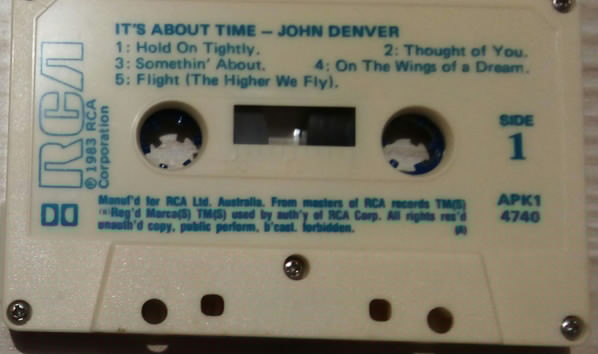 IT'S ABOUT TIME — JOHN DENVER
1: Hold On Tightly. 2: Thought of You.
3: Somethin' About. 4; On The Wings of a Dream.
5: Flight (The Higher We Fly).
RCA
℗ 1983 RCA
Corporation
SIDE
1
Manuf'd for RCA Ltd. Australia. From masters of RCA records TM(S)
(R)Reg'd Marca(S) TM(S) used by auth'y of RCA Corp. All rights res'd
unauth'd copy, public perform, b'cast. forbidden. (A)
APK1
4740